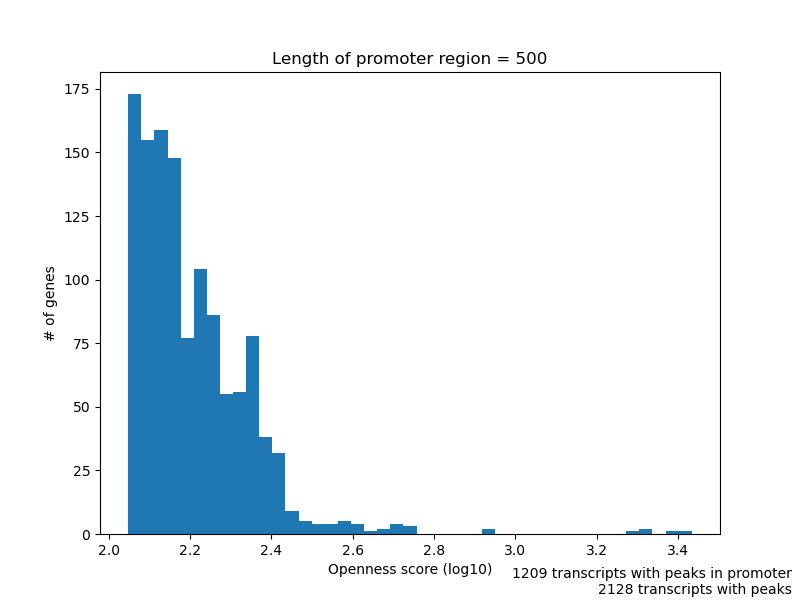 Length of promoter region = 500
175
150
125
100
75
50
25
0
# of genes
2.0 2.2 2.4 2.6 2.8 3.0 3.2 3.4
Openness score (log10)
1209 transcripts with peaks in promoter
2128 transcripts with peaks